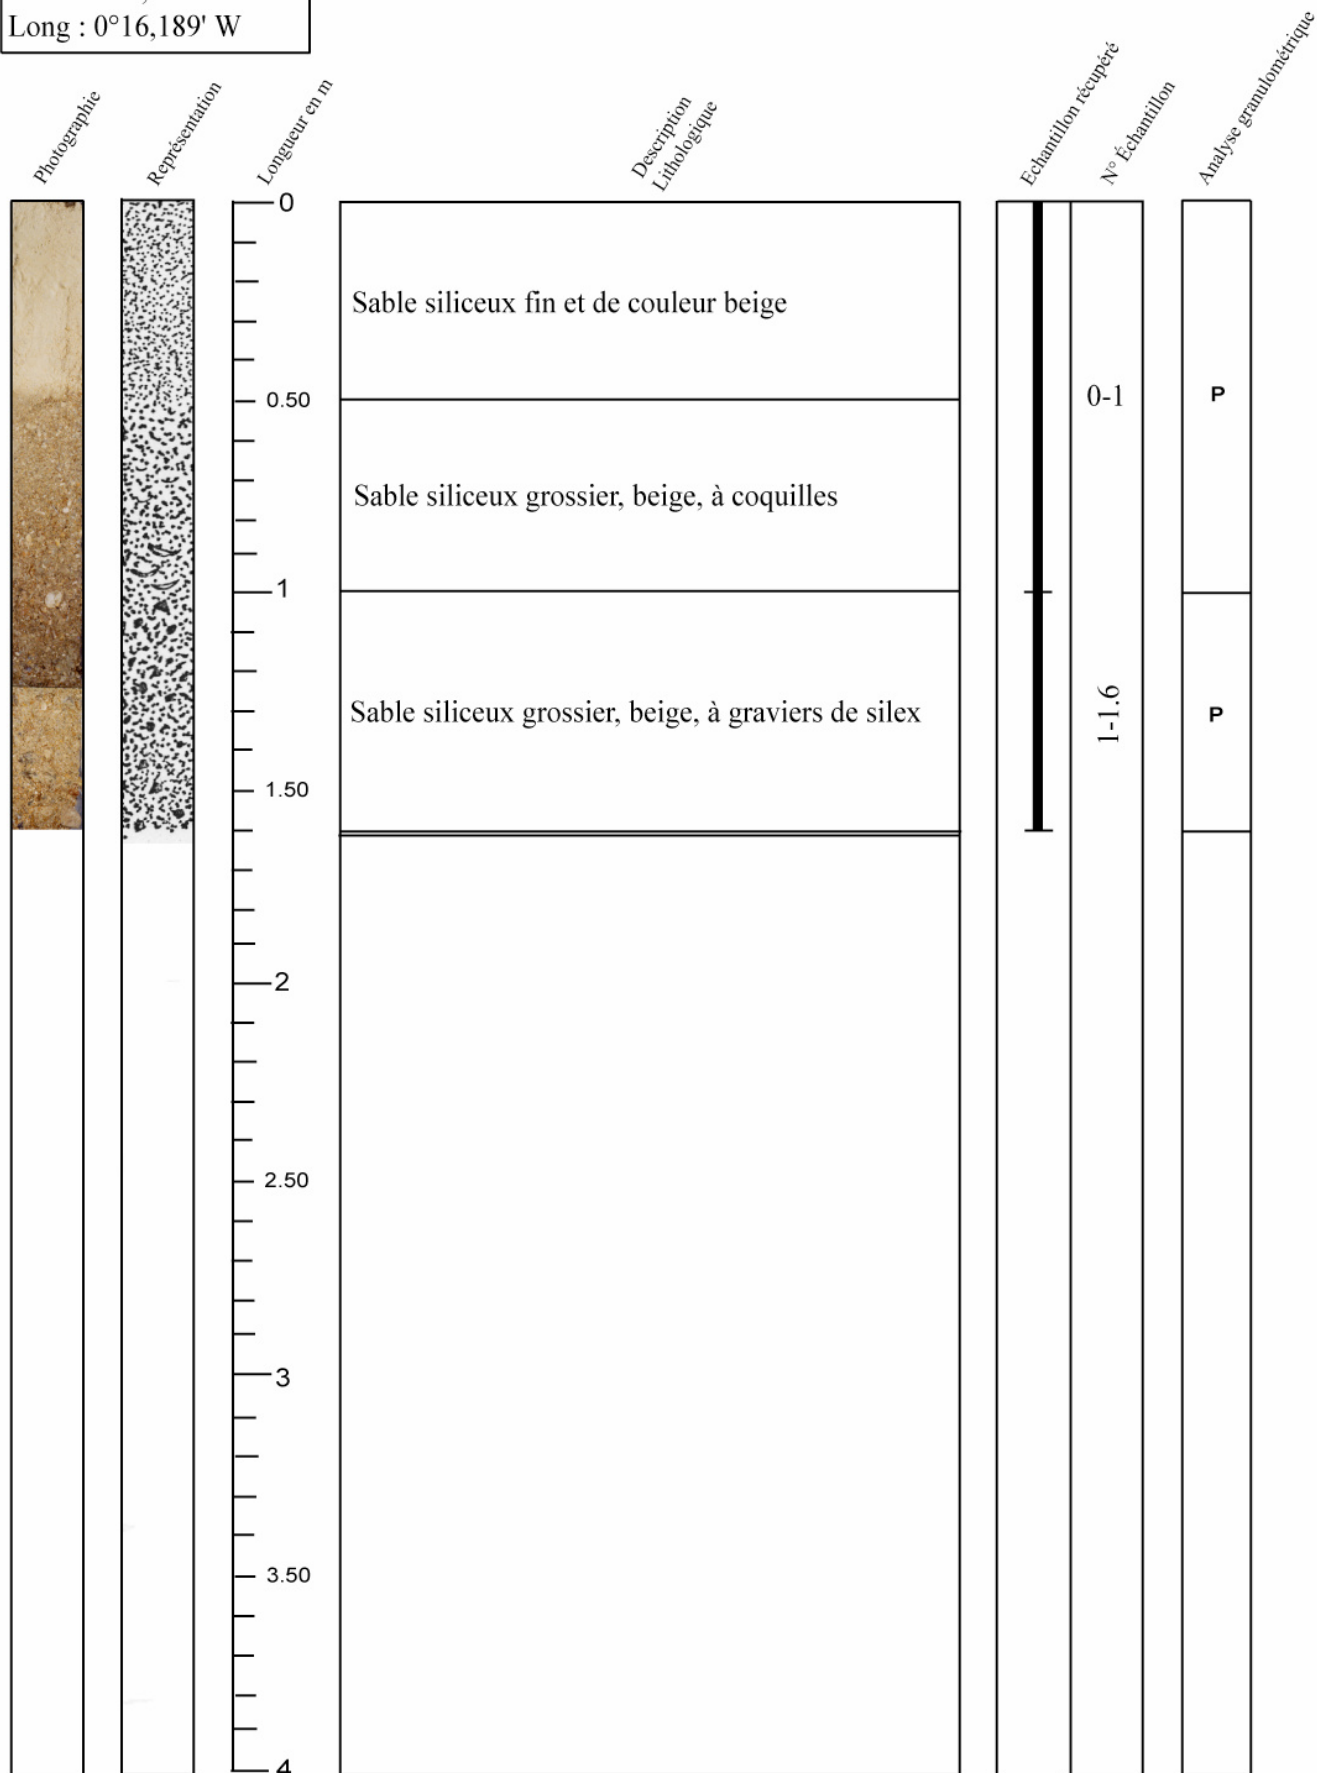 Long : 0°16,189' W
Photographie
Représentation
Longueur en m
Description
Lithologique
Echantillon récupéré
N° Échantillon
Analyse granulométrique
0
Sable siliceux fin et de couleur beige
0.50
0-1
P
Sable siliceux grossier, beige, à coquilles
1
Sable siliceux grossier, beige, à graviers de silex
1-1.6
P
1.50
2
2.50
3
3.50
4